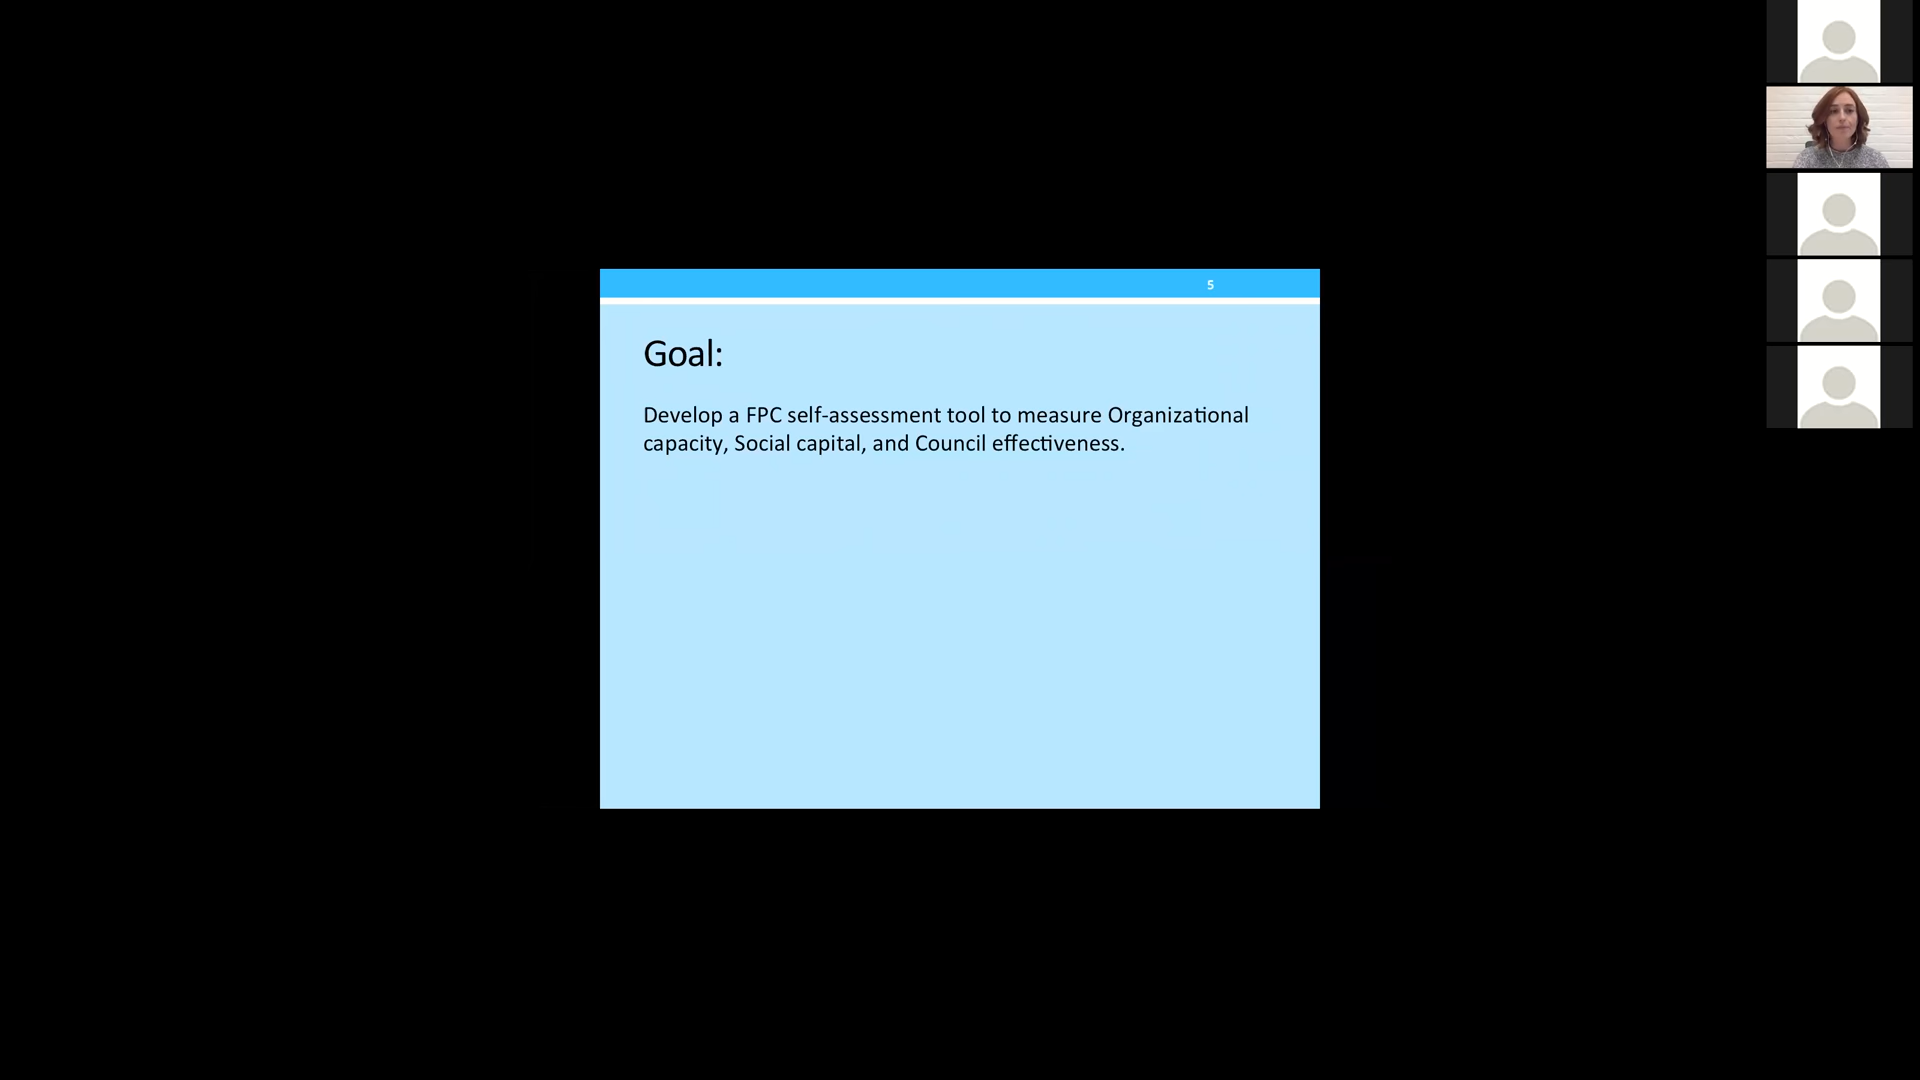 5
Goal:
Develop a FPC self-assessment tool to measure Organizational
capacity, Social capital, and Council effectiveness.